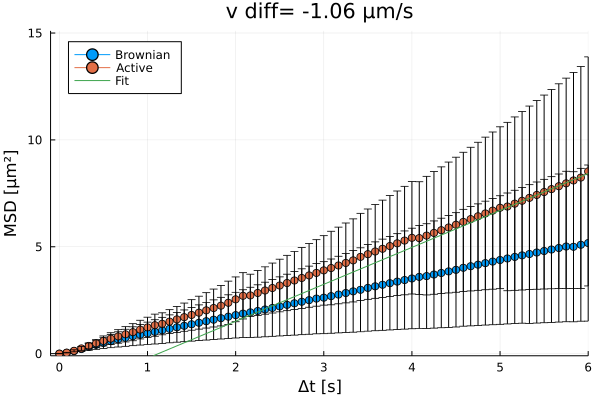 v diff= -1.06 μm/s
MSD [μm²]
15
10
5
0
Brownian
Active
Fit
0 1 2 3 4 5 6
Δt [s]